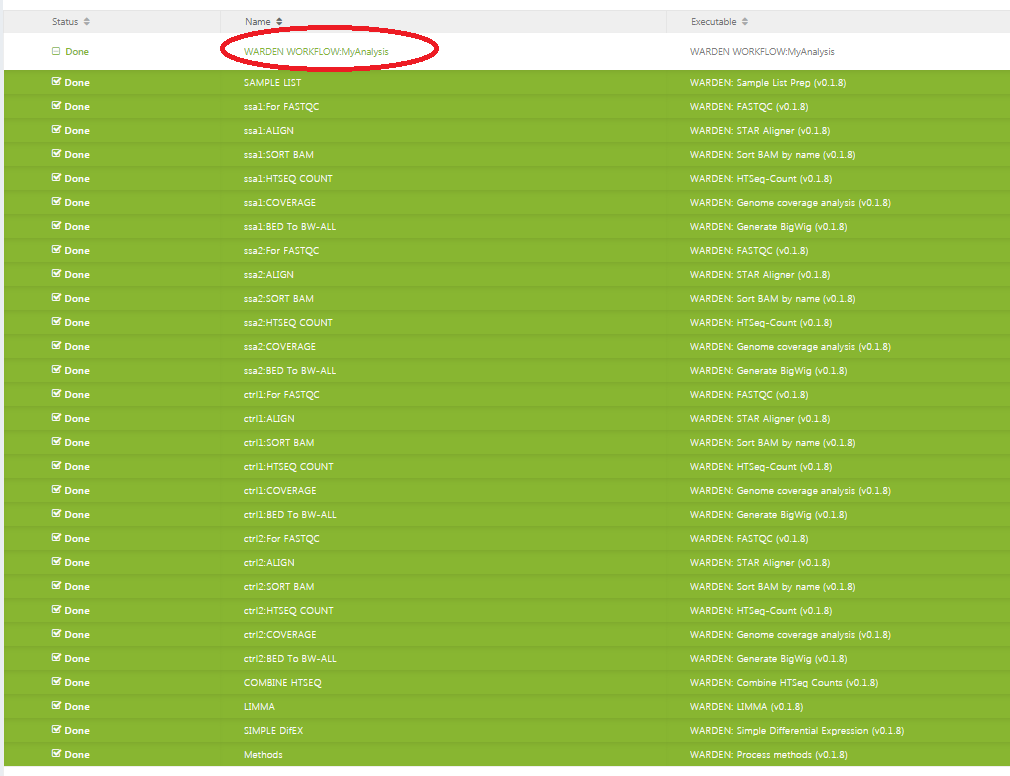 Status Name Executable
Done WARDEN WORKFLOW:MyAnalysis WARDEN WORKFLOW:MyAnalysis
Done SAMPLE LIST WARDEN: Sample List Prep (v0.1.8)
Done ssa1:For FASTQC WARDEN: FASTQC (v0.1.8)
Done ssa1:ALIGN WARDEN: STAR Aligner (v0.1.8)
Done ssa1:SORT BAM WARDEN: Sort BAM by name (v0.1.8)
Done ssa1:HTSEQ COUNT WARDEN: HTSeq-Count (v0.1.8)
Done ssa1:COVERAGE WARDEN: Genome coverage analysis (v0.1.8)
Done ssa1:BED To BW-ALL WARDEN: Generate BigWig (v0.1.8)
Done ssa2:For FASTQC WARDEN: FASTQC (v0.1.8)
Done ssa2:ALIGN WARDEN: STAR Aligner (v0.1.8)
Done ssa2:SORT BAM WARDEN: Sort BAM by name (v0.1.8)
Done ssa2:HTSEQ COUNT WARDEN: HTSeq-Count (v0.1.8)
Done ssa2:COVERAGE WARDEN: Genome coverage analysis (v0.1.8)
Done ssa2:BED To BW-ALL WARDEN: Generate BigWig (v0.1.8)
Done ctrl1:For FASTQC WARDEN: FASTQC (v0.1.8)
Done ctrl1:ALIGN WARDEN: STAR Aligner (v0.1.8)
Done ctrl1:SORT BAM WARDEN: Sort BAM by name (v0.1.8)
Done ctrl1:HTSEQ COUNT WARDEN: HTSeq-Count (v0.1.8)
Done ctrl1:COVERAGE WARDEN: Genome coverage analysis (v0.1.8)
Done ctrl1:BED To BW-ALL WARDEN: Generate BigWig (v0.1.8)
Done ctrl2:For FASTQC WARDEN: FASTQC (v0.1.8)
Done ctrl2:ALIGN WARDEN: STAR Aligner (v0.1.8)
Done ctrl2:SORT BAM WARDEN: Sort BAM by name (v0.1.8)
Done ctrl2:HTSEQ COUNT WARDEN: HTSeq-Count (v0.1.8)
Done ctrl2:COVERAGE WARDEN: Genome coverage analysis (v0.1.8)
Done ctrl2:BED To BW-ALL WARDEN: Generate BigWig (v0.1.8)
Done COMBINE HTSEQ WARDEN: Combine HTSeq Counts (v0.1.8)
Done LIMMA WARDEN: LIMMA (v0.1.8)
Done SIMPLE DifEX WARDEN: Simple Differential Expression (v0.1.8)
Done Methods WARDEN: Process methods (v0.1.8)